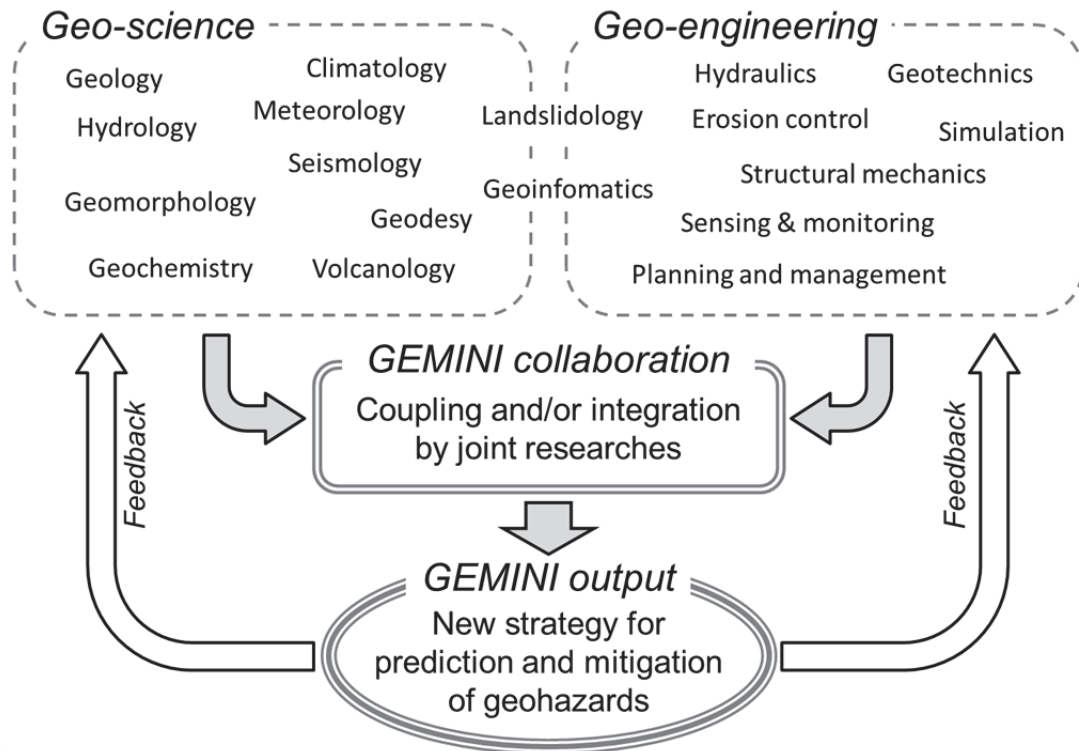 Geo-science
Geology
Climatology
Meteorology
Hydrology
Seismology
Geomorphology
Geodesy
Geochemistry
Volcanology
Landslidology
Geoinfomatics
Geo-engineering
Hydraulics
Geotechnics
Erosion control
Simulation
Structural mechanics
Sensing & monitoring
Planning and management
GEMINI collaboration
Coupling and/or integration
by joint researches
Feedback
Feedback
GEMINI output
New strategy for
prediction and mitigation
of geohazards